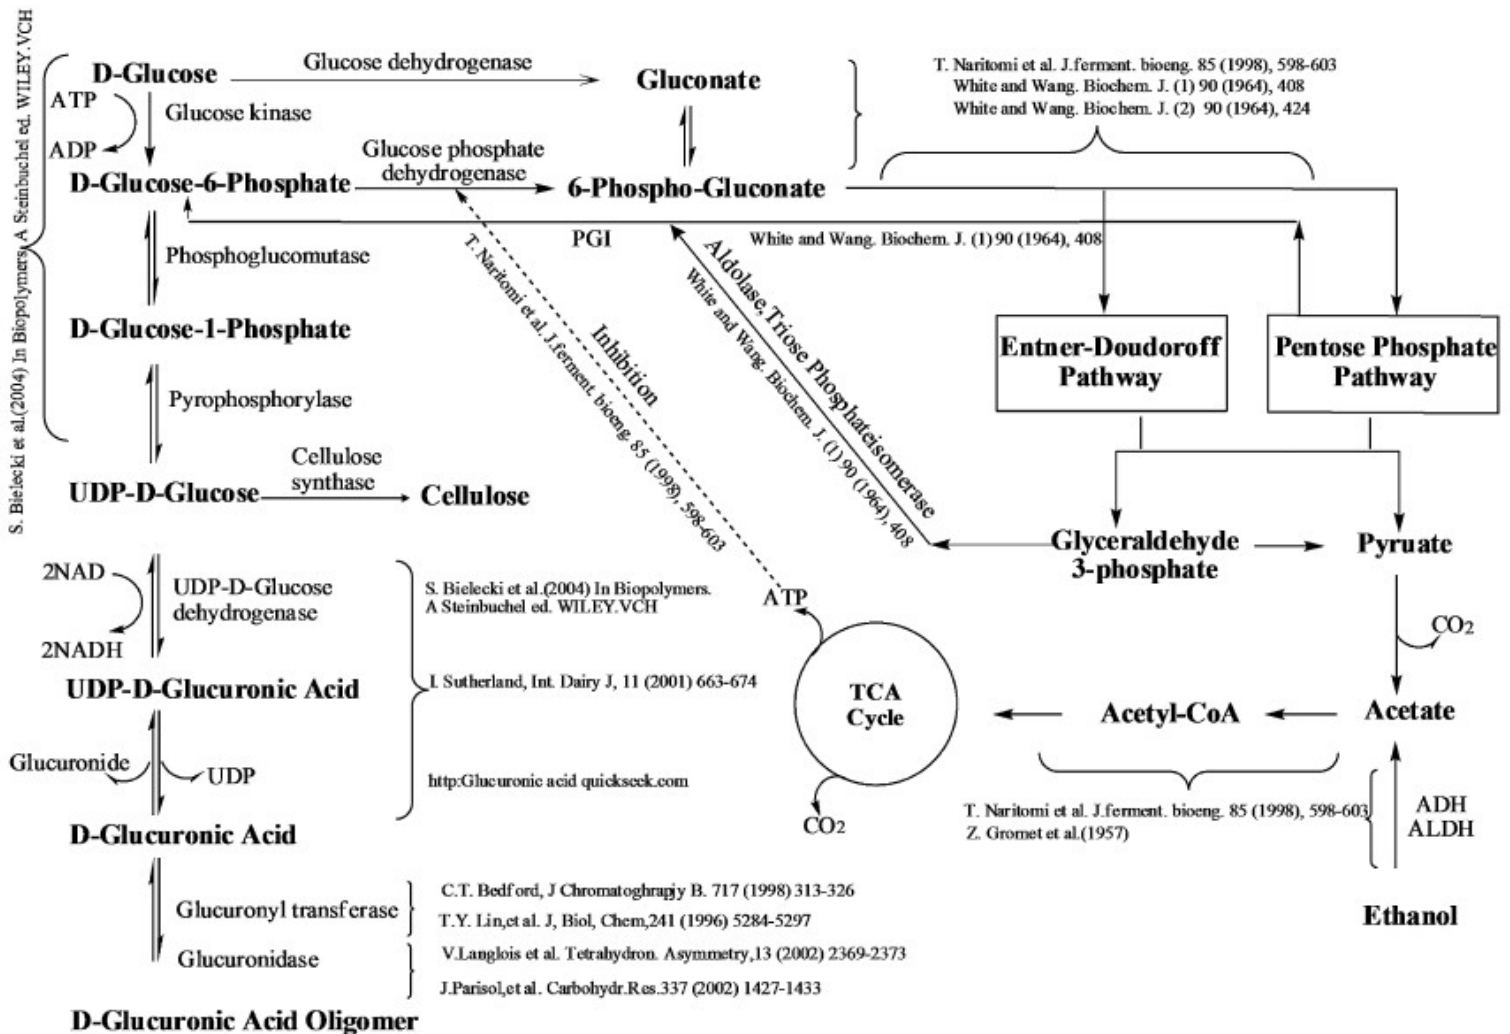 S. Bielecki et al.(2004) In Biopolymers. A Steinbuchel ed. WILEY.VCH
D-Glucose
Glucose dehydrogenase
Gluconate
T. Naritomi et al. J.ferment. bioeng. 85 (1998), 598-603
White and Wang. Biochem. J. (1) 90 (1964), 408
White and Wang. Biochem. J. (2) 90 (1964), 424
ATP
Glucose kinase
ADP
Glucose phosphate
dehydrogenase
D-Glucose-6-Phosphate
6-Phospho-Gluconate
PGI
White and Wang. Biochem. J. (1) 90 (1964), 408
Phosphoglucomutase
Aldolase,Triose Phosphateisomerase
White and Wang. Biochem. J. (1) 90 (1964), 408
Inhibition
T. Naritomi et al. J.ferment. bioeng. 85 (1998), 598-603
D-Glucose-1-Phosphate
Entner-Doudoroff
Pathway
Pentose Phosphate
Pathway
Pyrophosphorylase
Cellulose
synthase
UDP-D-Glucose
Cellulose
Glyceraldehyde
3-phosphate
Pyruate
2NAD
UDP-D-Glucose
dehydrogenase
2NADH
S. Bielecki et al.(2004) In Biopolymers.
A Steinbuchel ed. WILEY.VCH
ATP
CO2
UDP-D-Glucuronic Acid
I. Sutherland, Int. Dairy J, 11 (2001) 663-674
TCA
Cycle
Acetyl-CoA
Acetate
Glucuronide
UDP
http:Glucuronic acid quickseek.com
CO2
T. Naritomi et al. J.ferment. bioeng. 85 (1998), 598-603
Z. Gromet et al.(1957)
ADH
ALDH
D-Glucuronic Acid
Glucuronyl transferase
C.T. Bedford, J Chromatoghrapjy B. 717 (1998) 313-326
T.Y. Lin,et al. J, Biol, Chem,241 (1996) 5284-5297
Ethanol
Glucuronidase
V.Langlois et al. Tetrahydron. Asymmetry,13 (2002) 2369-2373
J.Parisol,et al. Carbohydr.Res.337 (2002) 1427-1433
D-Glucuronic Acid Oligomer